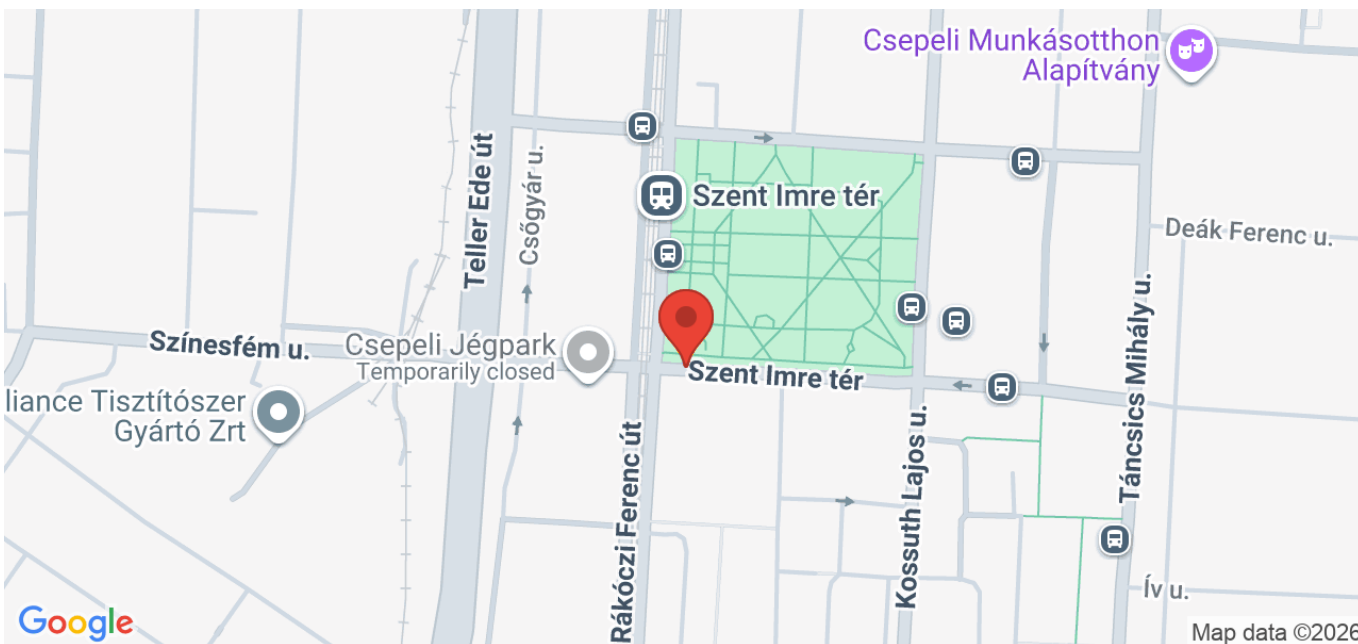 Csepeli Munkásotthon
Alapítvány
Teller Ede út
Csőgyár u.
Szent Imre tér
Deák Ferenc u.
Színesfém u.
Csepeli Jégpark
Temporarily closed
Szent Imre tér
liance Tisztítószer
Gyártó Zrt
Rákóczi Ferenc út
Kossuth Lajos u.
Táncsics Mihály u.
Ív u.
Google
Map data ©2026